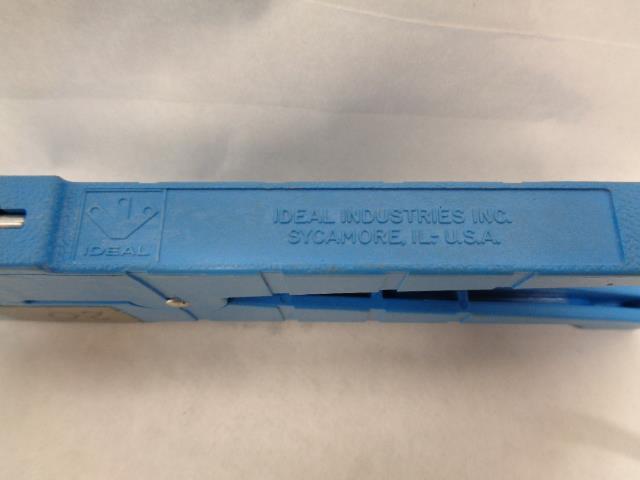 IDEAL
IDEAL INDUSTRIES INC.
SYCAMORE, IL.- U.S.A.